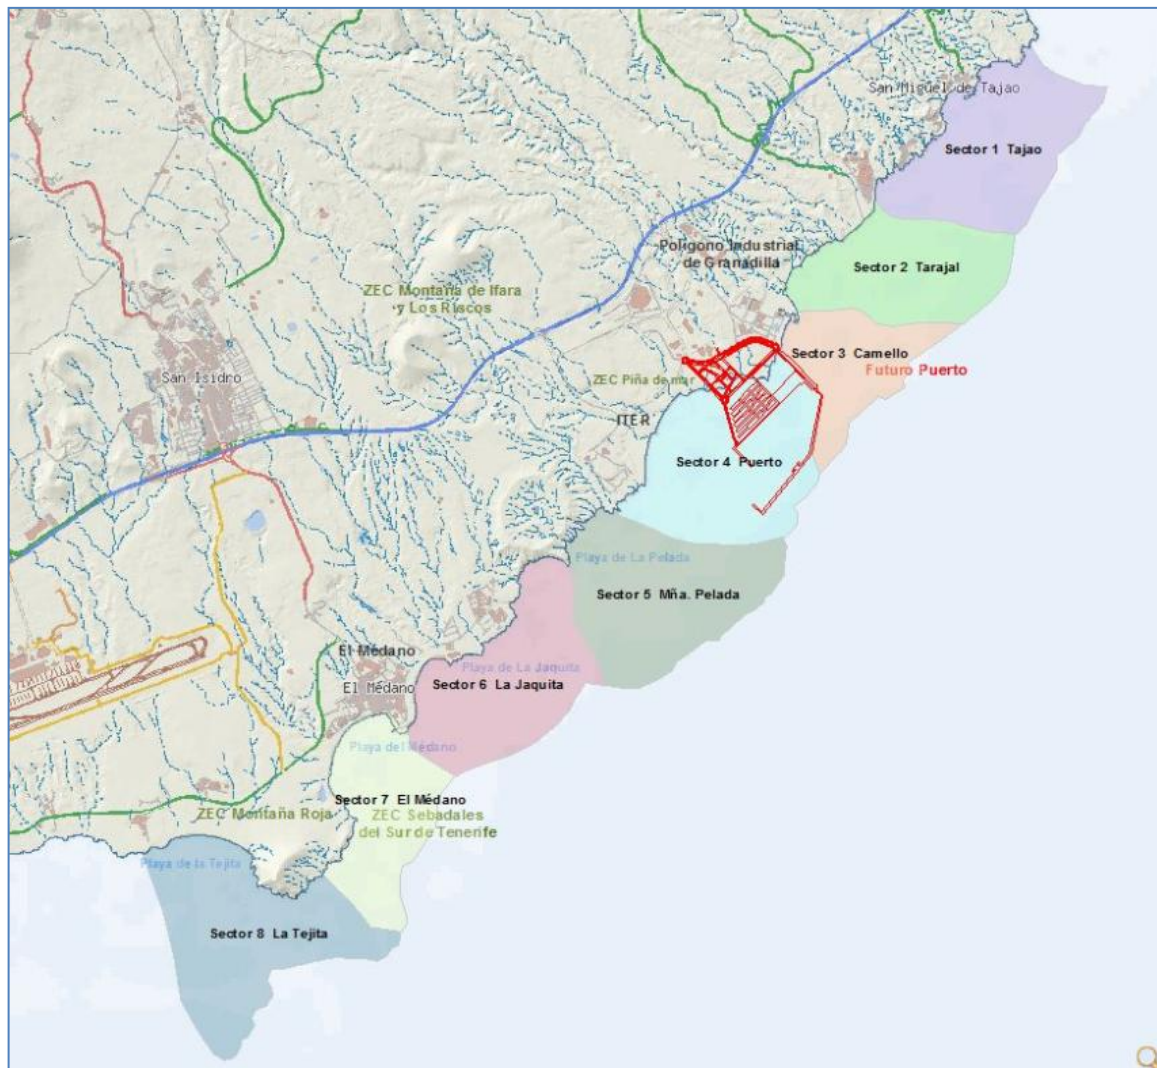 San Miguel de Tajao
Sector 1 Tajao
Polígono Industrial
de Granadilla
Sector 2 Tarajal
ZEC Montaña de Ifara
y Los Riscos
Sector 3 Camello
Futuro Puerto
San Isidro
ZEC Piña de mar
ITER
Sector 4 Puerto
Playa de La Pelada
Sector 5 Mña. Pelada
El Médano
Playa de La Jaquita
El Médano
Sector 6 La Jaquita
Playa del Médano
Sector 7 El Médano
ZEC Montaña Roja
ZEC Sebadales
del Sur de Tenerife
Playa de la Tejita
Sector 8 La Tejita